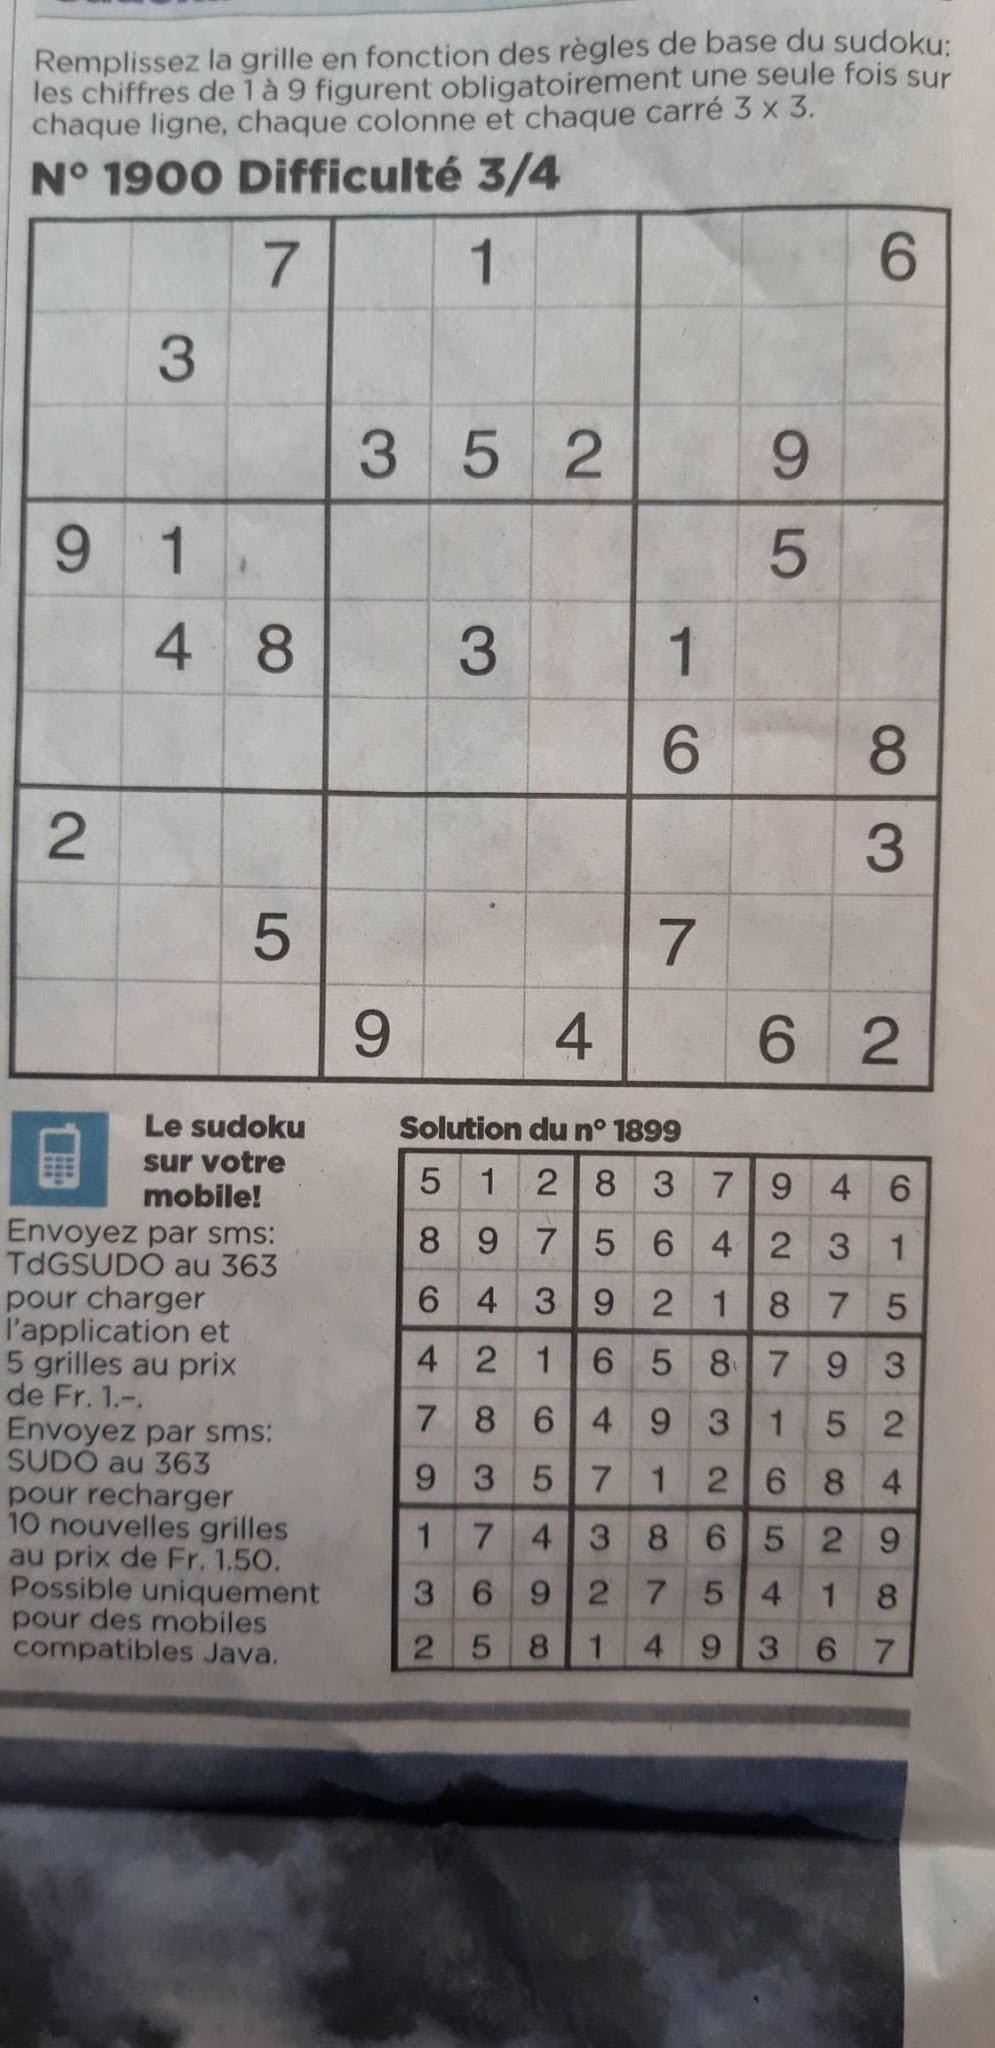 Remplissez la grille en fonction des règles de base du sudoku:
les chiffres de 1 à 9 figurent obligatoirement une seule fois sur
chaque ligne, chaque colonne et chaque carré 3 x 3.
N° 1900 Difficulté 3/4
7 1 6
3
3 5 2 9
9 1 5
4 8 3 1
6 8
2 3
5 7
9 4 6 2
Le sudoku
sur votre
mobile!
Envoyez par sms:
TdGSUDO au 363
pour charger
l'application et
5 grilles au prix
de Fr. 1.–.
Envoyez par sms:
SUDO au 363
pour recharger
10 nouvelles grilles
au prix de Fr. 1.50.
Possible uniquement
pour des mobiles
compatibles Java.
Solution du n° 1899
5 1 2 8 3 7 9 4 6
8 9 7 5 6 4 2 3 1
6 4 3 9 2 1 8 7 5
4 2 1 6 5 8 7 9 3
7 8 6 4 9 3 1 5 2
9 3 5 7 1 2 6 8 4
1 7 4 3 8 6 5 2 9
3 6 9 2 7 5 4 1 8
2 5 8 1 4 9 3 6 7